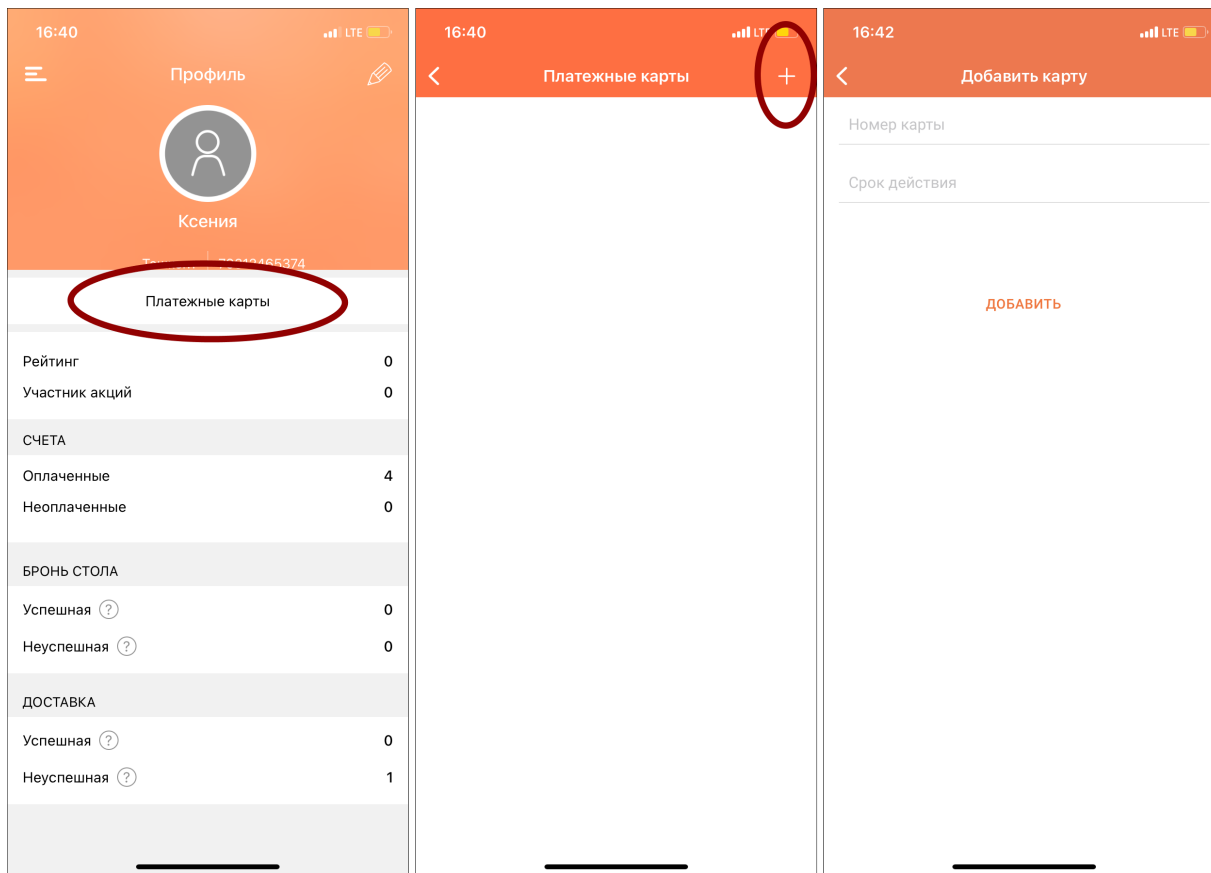 16:40
LTE
Профиль
Ксения
Платежные карты
Рейтинг 0
Участник акций 0
СЧЕТА
Оплаченные 4
Неоплаченные 0
БРОНЬ СТОЛА
Успешная ? 0
Неуспешная ? 0
ДОСТАВКА
Успешная ? 0
Неуспешная ? 1
16:40
Платежные карты
16:42
LTE
Добавить карту
Номер карты
Срок действия
ДОБАВИТЬ